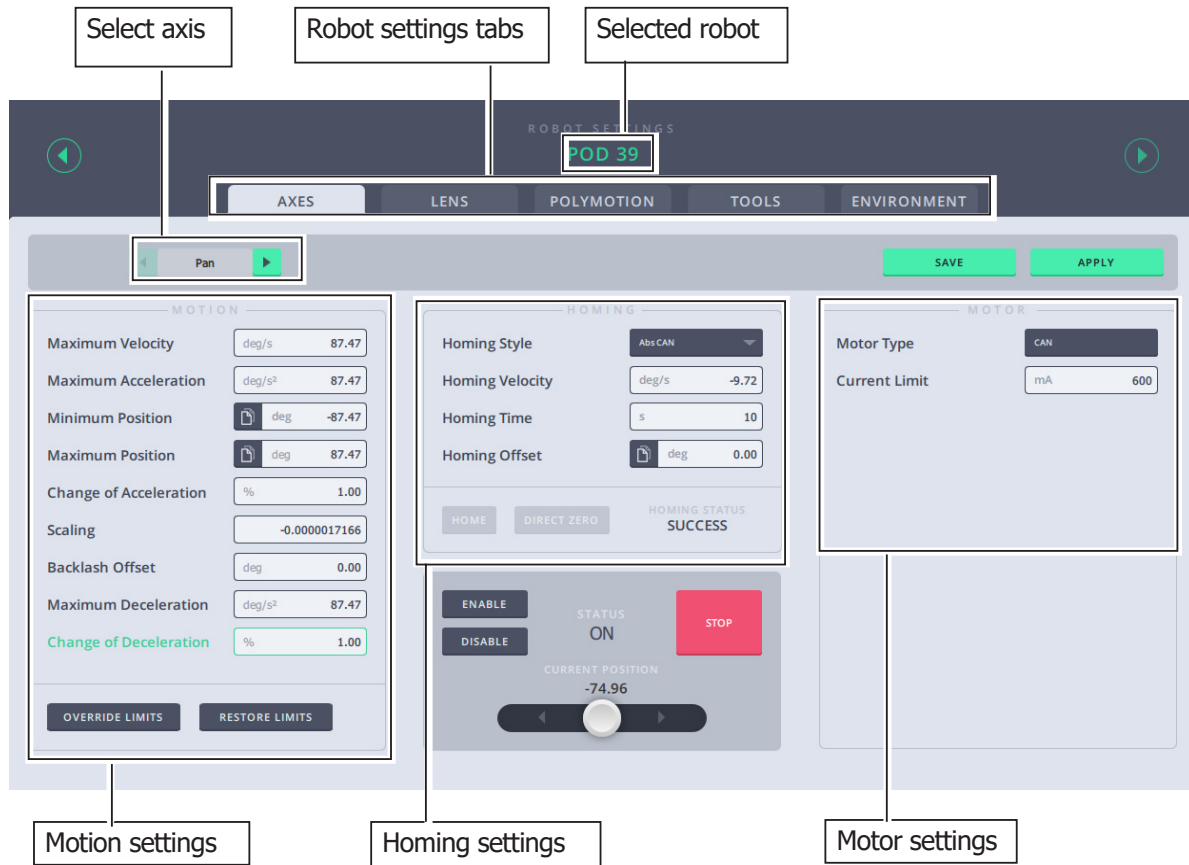 Select axis
Robot settings tabs
Selected robot
ROBOT SETTINGS
POD 39
AXES
LENS
POLYMOTION
TOOLS
ENVIRONMENT
Pan
SAVE
APPLY
MOTION
Maximum Velocity deg/s 87.47
Maximum Acceleration deg/s² 87.47
Minimum Position deg -87.47
Maximum Position deg 87.47
Change of Acceleration % 1.00
Scaling -0.0000017166
Backlash Offset deg 0.00
Maximum Deceleration deg/s² 87.47
Change of Deceleration % 1.00
OVERRIDE LIMITS
RESTORE LIMITS
HOMING
Homing Style Abs CAN
Homing Velocity deg/s -9.72
Homing Time s 10
Homing Offset deg 0.00
HOME
DIRECT ZERO
HOMING STATUS
SUCCESS
ENABLE
DISABLE
STATUS
ON
STOP
CURRENT POSITION
-74.96
MOTOR
Motor Type CAN
Current Limit mA 600
Motion settings
Homing settings
Motor settings